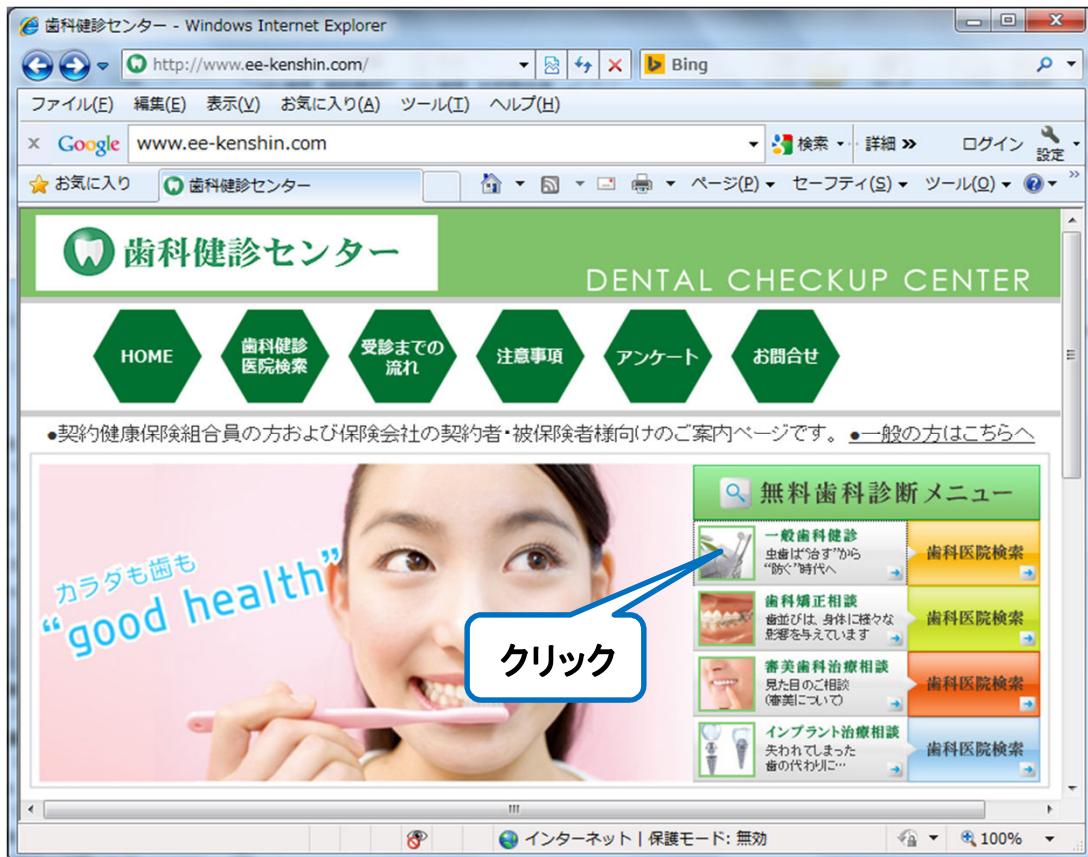 歯科健診センター - Windows Internet Explorer
http://www.ee-kenshin.com/
Bing
ファイル(F) 編集(E) 表示(V) お気に入り(A) ツール(T) ヘルプ(H)
× Google www.ee-kenshin.com 検索 詳細 » ログイン 設定
お気に入り 歯科健診センター ページ(P) セーフティ(S) ツール(O) »
歯科健診センター
DENTAL CHECKUP CENTER
HOME
歯科健診
医院検索
受診までの
流れ
注意事項
アンケート
お問合せ
●契約健康保険組合員の方および保険会社の契約者・被保険者様向けのご案内ページです。 ●一般の方はこちらへ
カラダも歯も
“good health”
クリック
無料歯科診断メニュー
一般歯科健診
虫歯は“治す”から
“防ぐ”時代へ
歯科医院検索
歯科矯正相談
歯並びは、身体に様々な
影響を与えています
歯科医院検索
審美歯科治療相談
見た目のご相談
（審美について）
歯科医院検索
インプラント治療相談
失われてしまった
歯の代わりに…
歯科医院検索
インターネット | 保護モード: 無効
100%